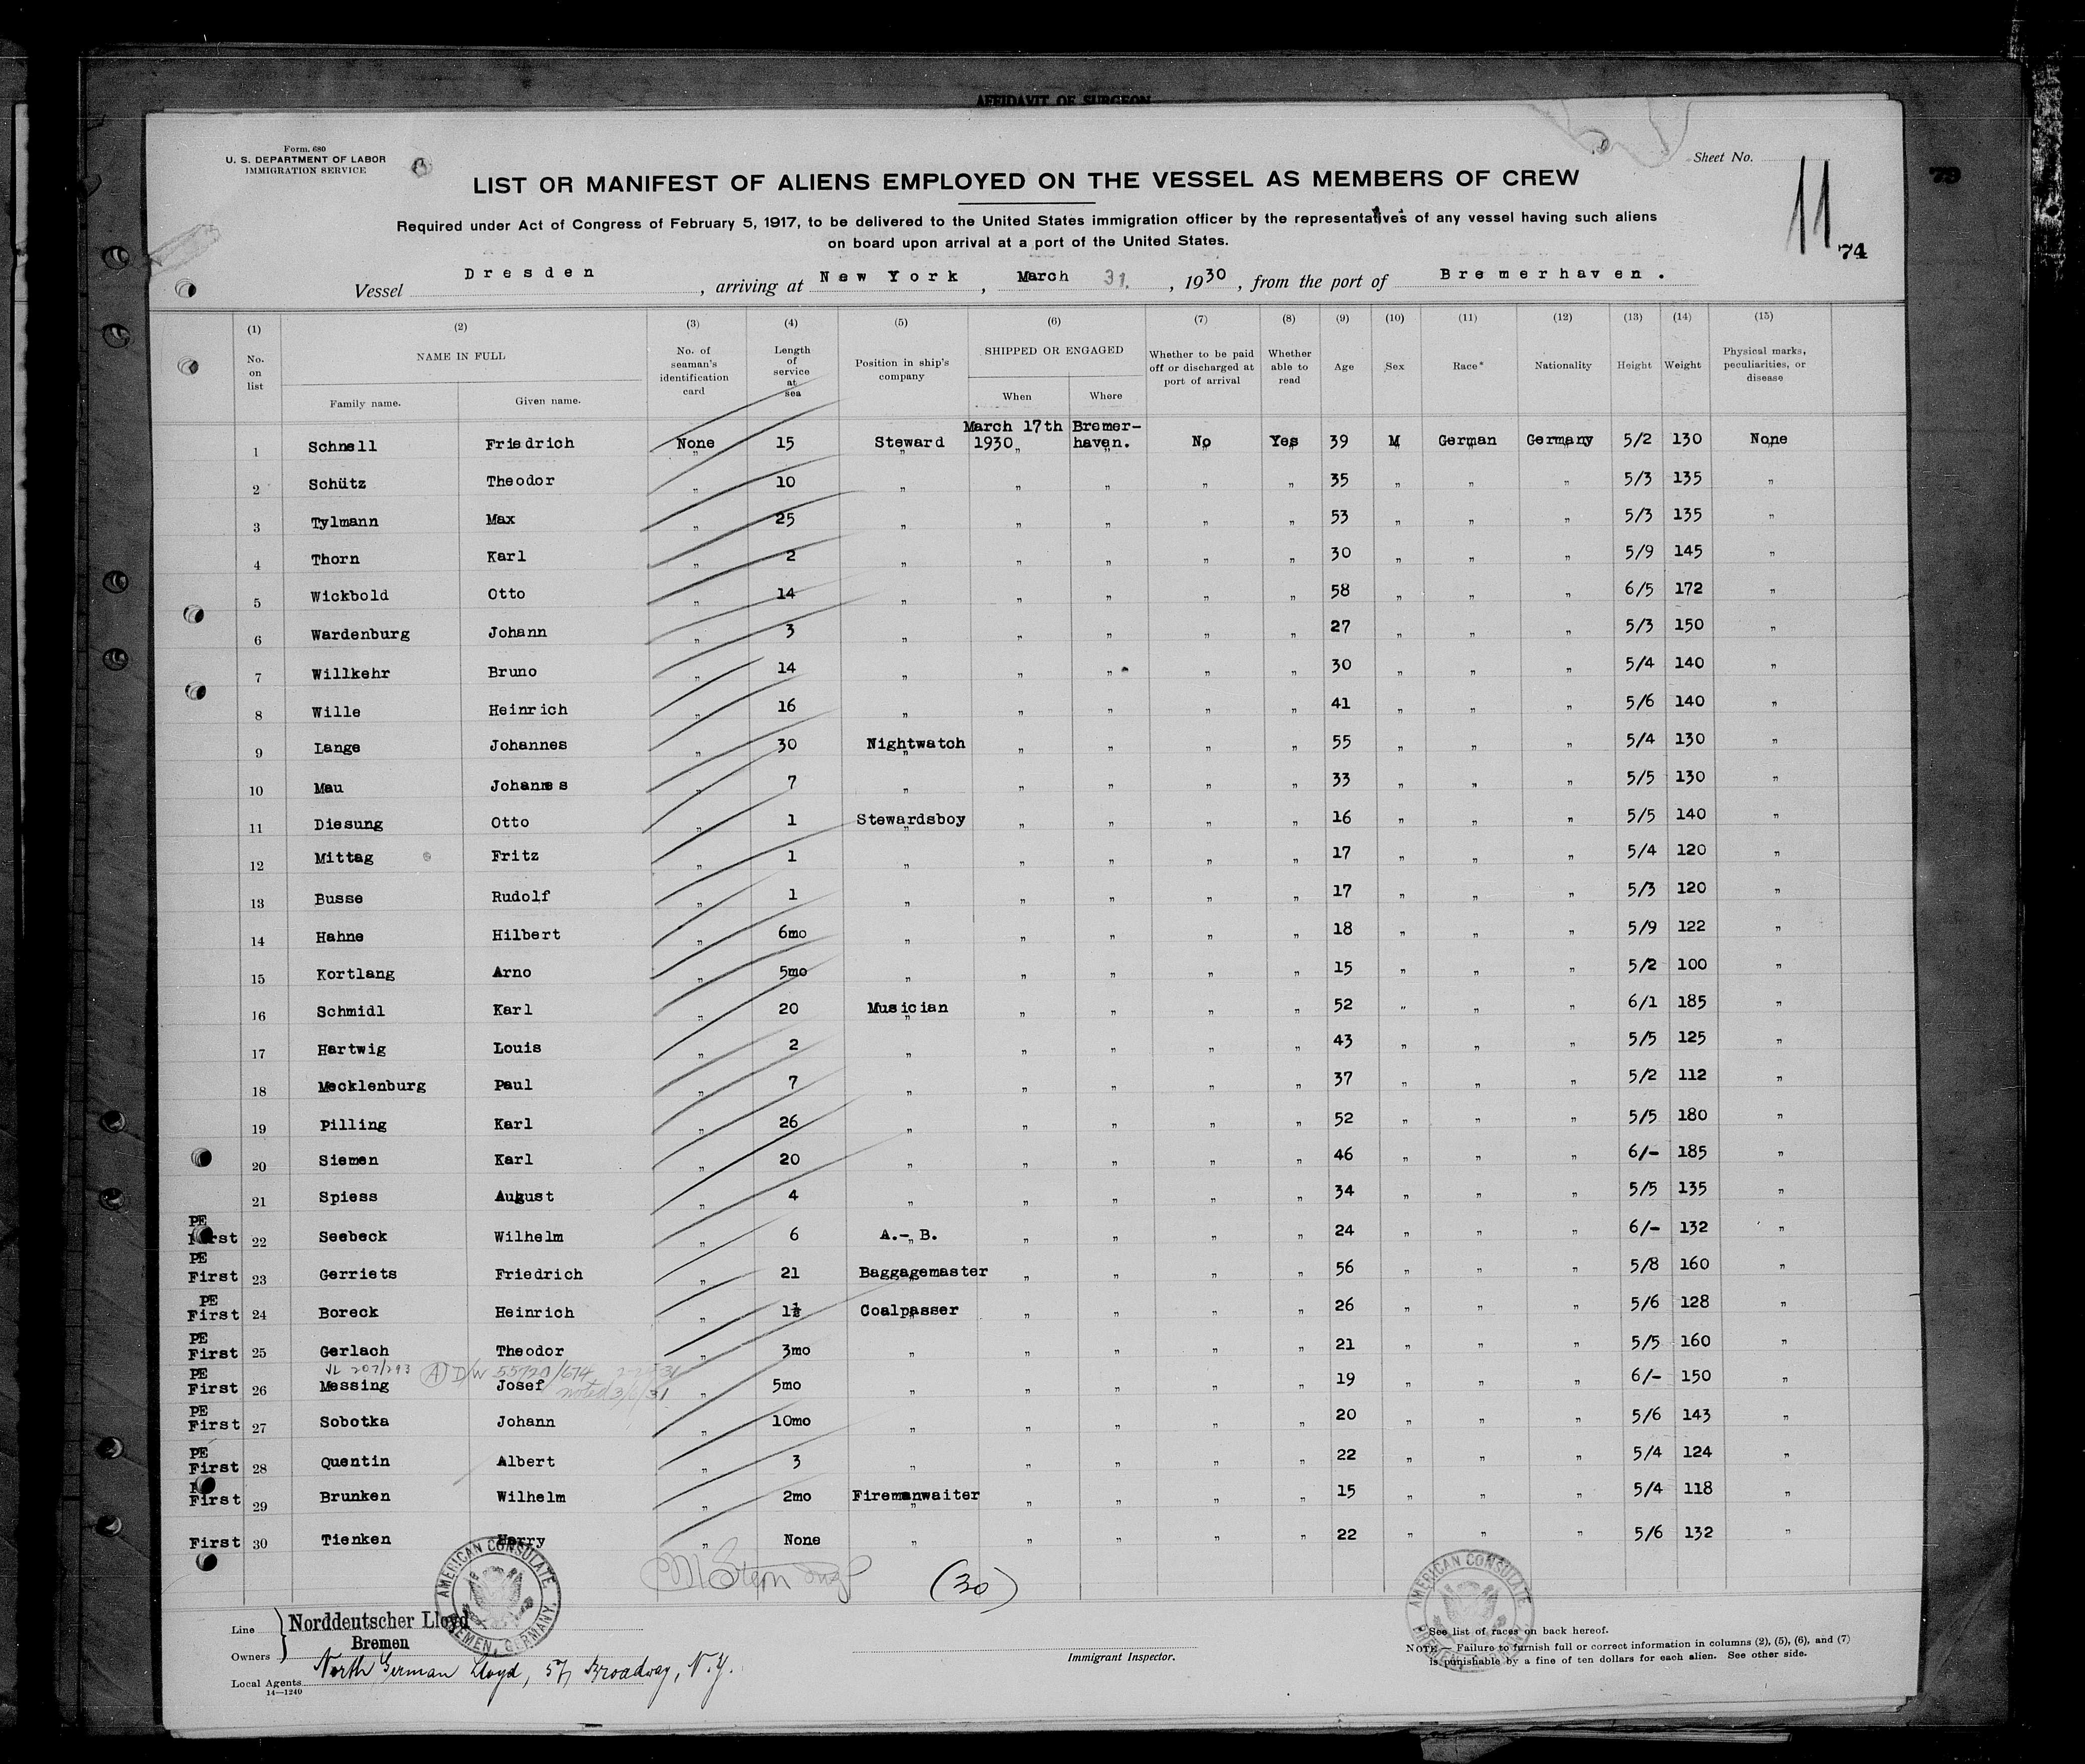 AFFIDAVIT OF SURGEON
Form. 680
U. S. DEPARTMENT OF LABOR
IMMIGRATION SERVICE
Sheet No.
11
79
74
LIST OR MANIFEST OF ALIENS EMPLOYED ON THE VESSEL AS MEMBERS OF CREW
Required under Act of Congress of February 5, 1917, to be delivered to the United States immigration officer by the representatives of any vessel having such aliens
on board upon arrival at a port of the United States.
Vessel Dresden , arriving at New York , March 31. , 1930 , from the port of Bremerhaven.
(1) (2) (3) (4) (5) (6) (7) (8) (9) (10) (11) (12) (13) (14) (15)
No. on list NAME IN FULL Family name. Given name. No. of seaman's identification card Length of service at sea Position in ship's company SHIPPED OR ENGAGED When Where Whether to be paid off or discharged at port of arrival Whether able to read Age Sex Race* Nationality Height Weight Physical marks, peculiarities, or disease
1 Schnell Friedrich None 15 Steward March 17th 1930 Bremerhaven. No Yes 39 M German Germany 5/2 130 None
2 Schütz Theodor „ 10 „ „ „ „ „ 35 „ „ „ 5/3 135 „
3 Tylmann Max „ 25 „ „ „ „ „ 53 „ „ „ 5/3 135 „
4 Thorn Karl „ 2 „ „ „ „ „ 30 „ „ „ 5/9 145 „
5 Wickbold Otto „ 14 „ „ „ „ „ 58 „ „ „ 6/5 172 „
6 Wardenburg Johann „ 3 „ „ „ „ „ 27 „ „ „ 5/3 150 „
7 Willkehr Bruno „ 14 „ „ „ „ „ 30 „ „ „ 5/4 140 „
8 Wille Heinrich „ 16 „ „ „ „ „ 41 „ „ „ 5/6 140 „
9 Lange Johannes „ 30 Nightwatch „ „ „ „ 55 „ „ „ 5/4 130 „
10 Mau Johannes „ 7 „ „ „ „ „ 33 „ „ „ 5/5 130 „
11 Diesung Otto „ 1 Stewardsboy „ „ „ „ 16 „ „ „ 5/5 140 „
12 Mittag Fritz „ 1 „ „ „ „ „ 17 „ „ „ 5/4 120 „
13 Busse Rudolf „ 1 „ „ „ „ „ 17 „ „ „ 5/3 120 „
14 Hahne Hilbert „ 6mo „ „ „ „ „ 18 „ „ „ 5/9 122 „
15 Kortlang Arno „ 5mo „ „ „ „ „ 15 „ „ „ 5/2 100 „
16 Schmidl Karl „ 20 Musician „ „ „ „ 52 „ „ „ 6/1 185 „
17 Hartwig Louis „ 2 „ „ „ „ „ 43 „ „ „ 5/5 125 „
18 Mecklenburg Paul „ 7 „ „ „ „ „ 37 „ „ „ 5/2 112 „
19 Pilling Karl „ 26 „ „ „ „ „ 52 „ „ „ 5/5 180 „
20 Siemen Karl „ 20 „ „ „ „ „ 46 „ „ „ 6/- 185 „
21 Spiess August „ 4 „ „ „ „ „ 34 „ „ „ 5/5 135 „
PE First 22 Seebeck Wilhelm „ 6 A.- B. „ „ „ „ 24 „ „ „ 6/- 132 „
PE First 23 Gerriets Friedrich „ 21 Baggagemaster „ „ „ „ 56 „ „ „ 5/8 160 „
PE First 24 Boreck Heinrich „ 1½ Coalpasser „ „ „ „ 26 „ „ „ 5/6 128 „
PE First 25 Gerlach Theodor „ 3mo „ „ „ „ „ 21 „ „ „ 5/5 160 „
VL 207/293 (A) D/W 55720/674
PE First 26 Messing Josef noted 3/6/31 „ 5mo „ „ „ „ „ 19 „ „ „ 6/- 150 „
PE First 27 Sobotka Johann „ 10mo „ „ „ „ „ 20 „ „ „ 5/6 143 „
PE First 28 Quentin Albert „ 3 „ „ „ „ „ 22 „ „ „ 5/4 124 „
First 29 Brunken Wilhelm „ 2mo Firemanwaiter „ „ „ „ 15 „ „ „ 5/4 118 „
First 30 Tienken Harry „ None „ „ „ „ „ 22 „ „ „ 5/6 132 „
(30)
AMERICAN CONSULATE BREMEN, GERMANY.
AMERICAN CONSULATE BREMEN, GERMANY.
Line Norddeutscher Lloyd
Bremen
Owners
Local Agents North German Lloyd, 57 Broadway, N.Y.
14—1240
Immigrant Inspector.
See list of races on back hereof.
NOTE.—Failure to furnish full or correct information in columns (2), (5), (6), and (7)
is punishable by a fine of ten dollars for each alien. See other side.